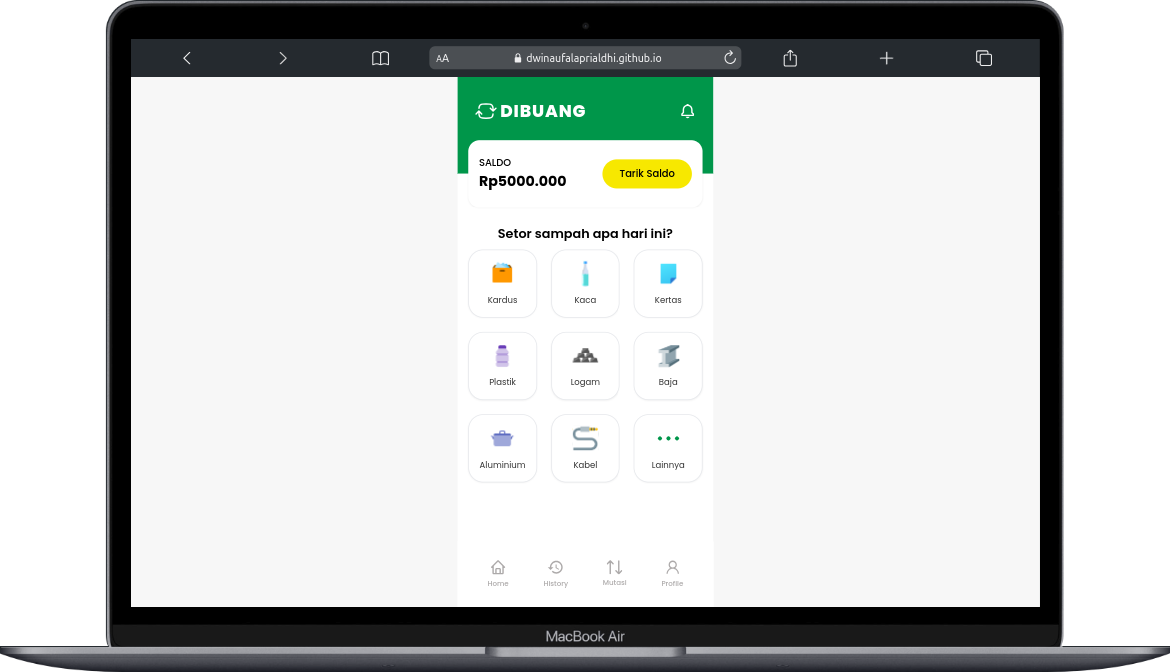 AA
dwinaufalaprialdhi.github.io
DIBUANG
SALDO
Rp5000.000
Tarik Saldo
Setor sampah apa hari ini?
Kardus
Kaca
Kertas
Plastik
Logam
Baja
Aluminium
Kabel
Lainnya
Home
History
Mutasi
Profile
MacBook Air